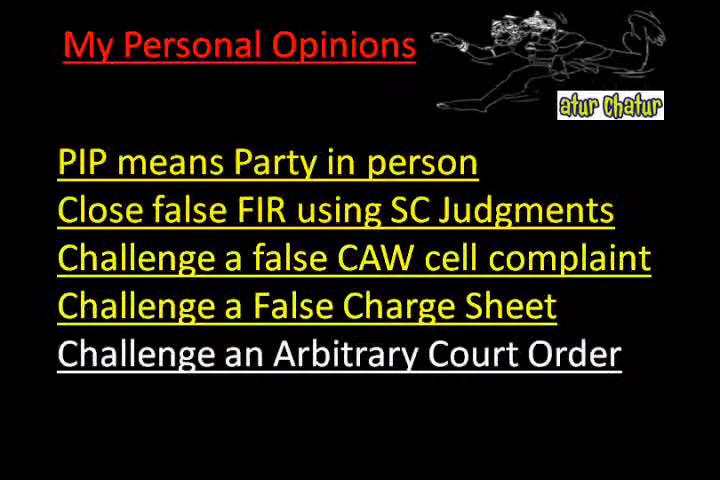 My Personal Opinions
atur chatur
PIP means Party in person
Close false FIR using SC Judgments
Challenge a false CAW cell complaint
Challenge a False Charge Sheet
Challenge an Arbitrary Court Order